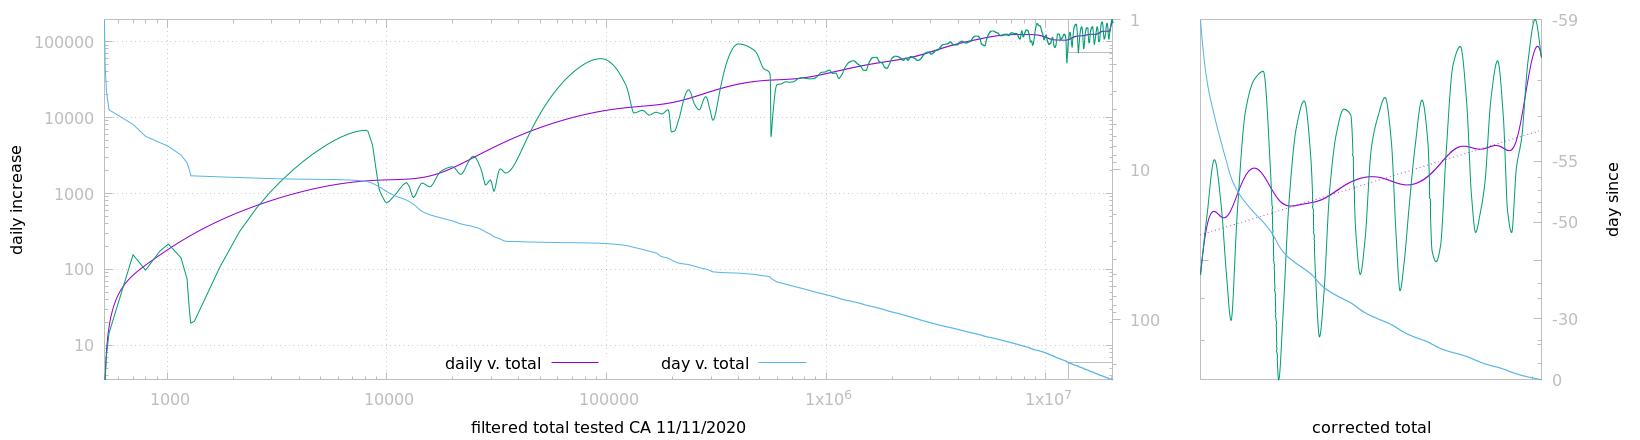 daily increase
100000
10000
1000
100
10
1
10
100
daily v. total
day v. total
1000
10000
100000
1x10⁶
1x10⁷
filtered total tested CA 11/11/2020
-59
-55
-50
-30
0
day since
corrected total